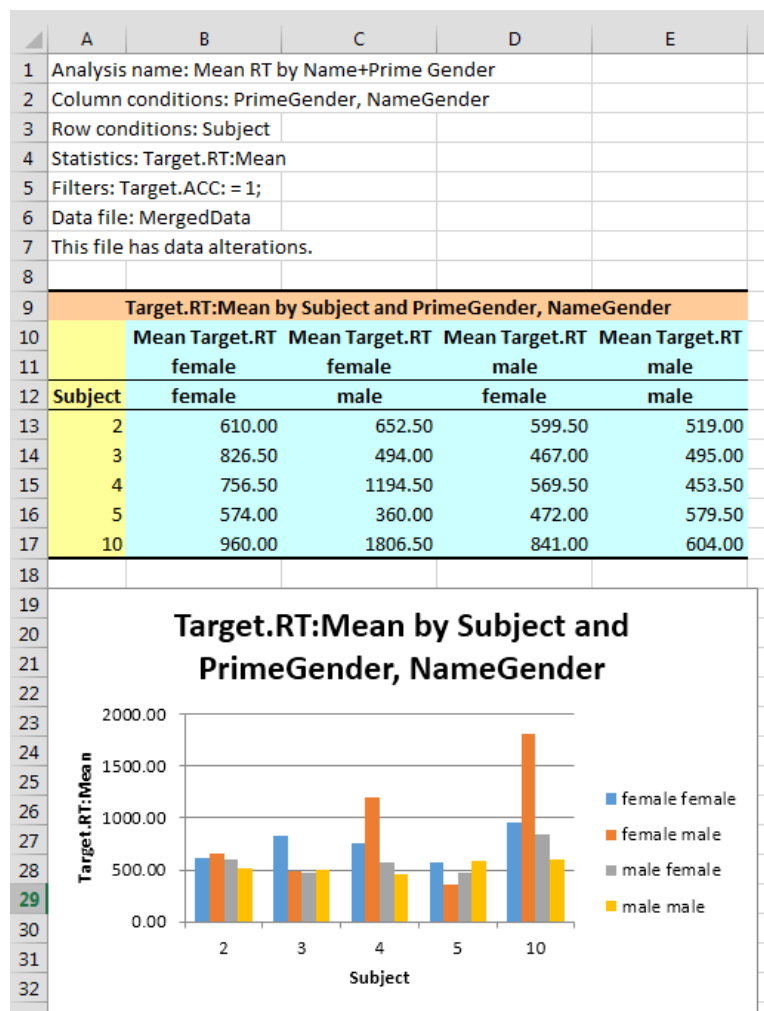 A B C D E
1 Analysis name: Mean RT by Name+Prime Gender
2 Column conditions: PrimeGender, NameGender
3 Row conditions: Subject
4 Statistics: Target.RT:Mean
5 Filters: Target.ACC: = 1;
6 Data file: MergedData
7 This file has data alterations.
8
9 Target.RT:Mean by Subject and PrimeGender, NameGender
10 Mean Target.RT Mean Target.RT Mean Target.RT Mean Target.RT
11 female female male male
12 Subject female male female male
13 2 610.00 652.50 599.50 519.00
14 3 826.50 494.00 467.00 495.00
15 4 756.50 1194.50 569.50 453.50
16 5 574.00 360.00 472.00 579.50
17 10 960.00 1806.50 841.00 604.00
18
19
20
21
22
23
24
25
26
27
28
29
30
31
32
Target.RT:Mean by Subject and
PrimeGender, NameGender
Target.RT:Mean
2000.00
1500.00
1000.00
500.00
0.00
2 3 4 5 10
Subject
female female
female male
male female
male male